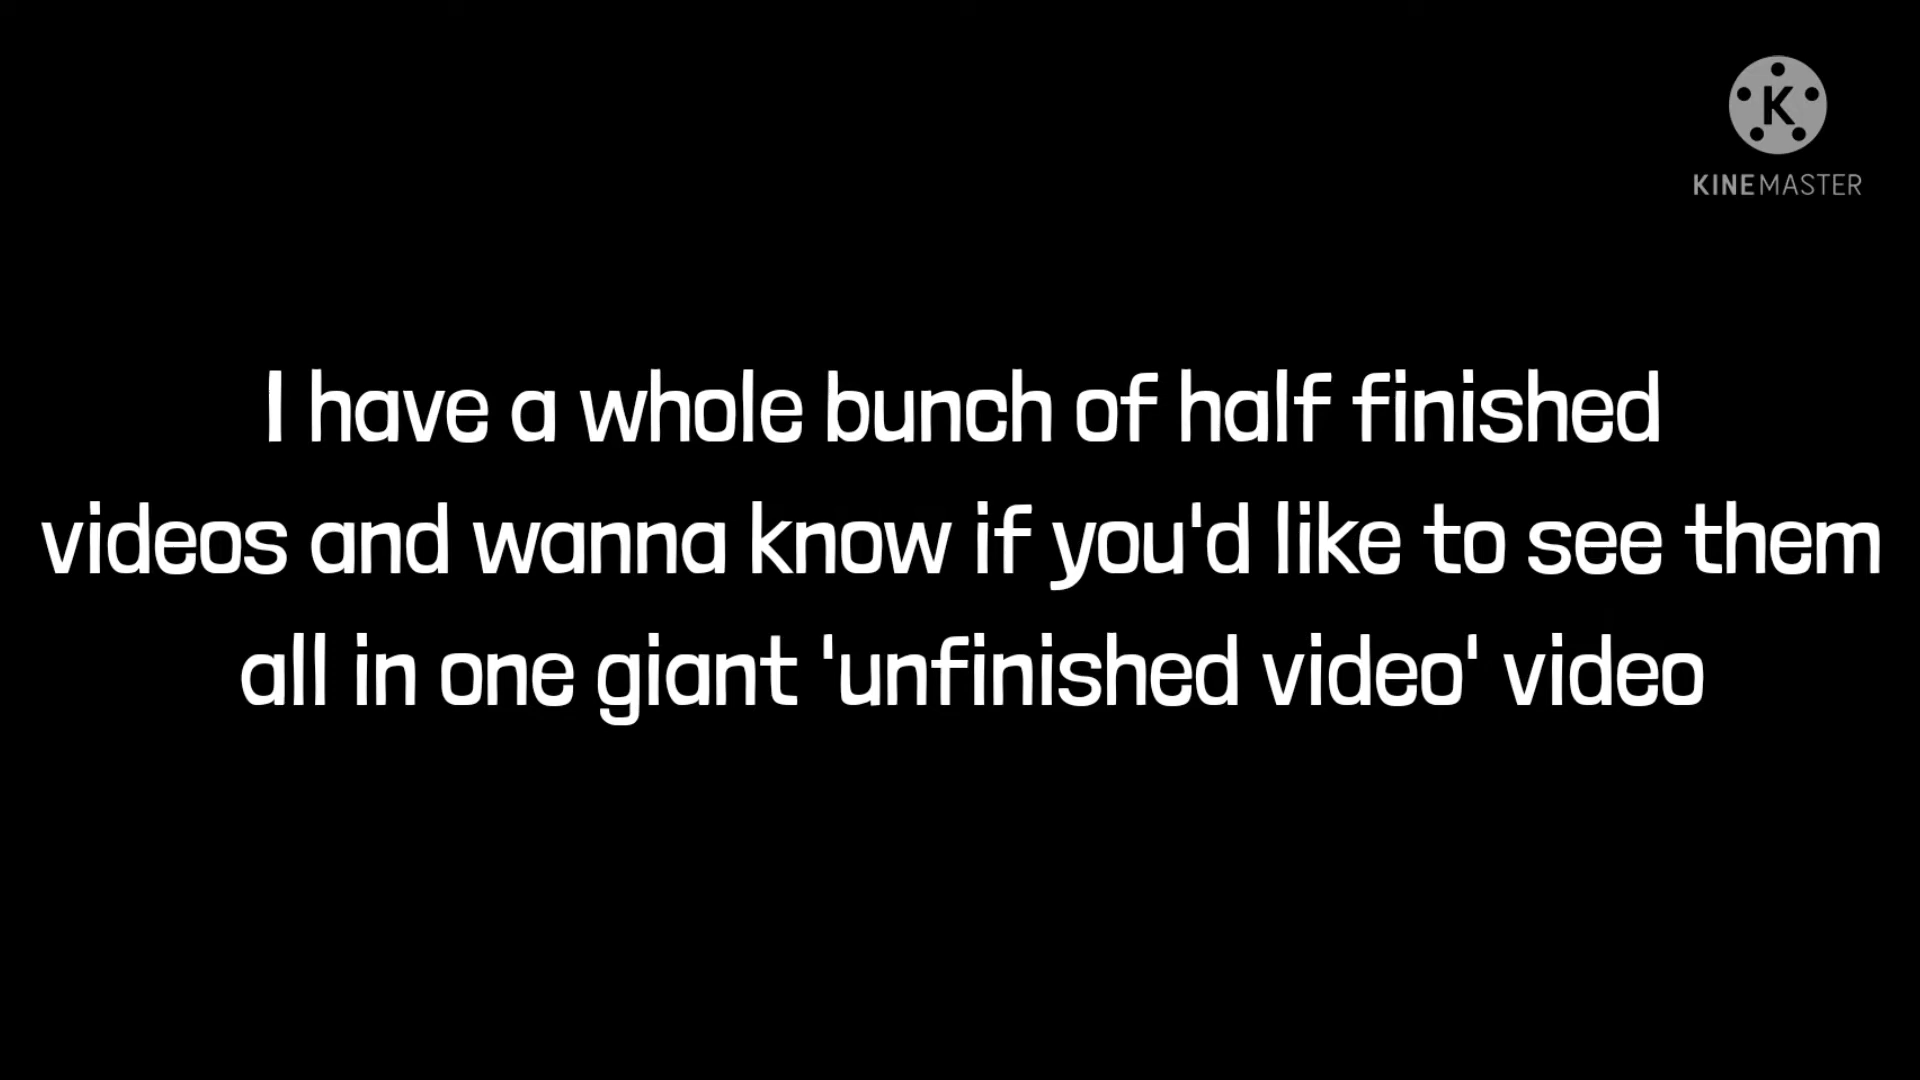 K
KINEMASTER
I have a whole bunch of half finished
videos and wanna know if you'd like to see them
all in one giant 'unfinished video' video